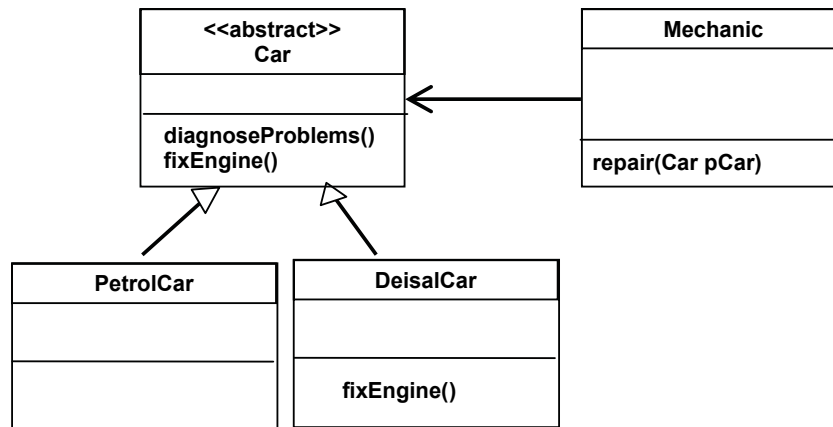 <<abstract>>
Car
diagnoseProblems()
fixEngine()
Mechanic
repair(Car pCar)
PetrolCar
DeisalCar
fixEngine()